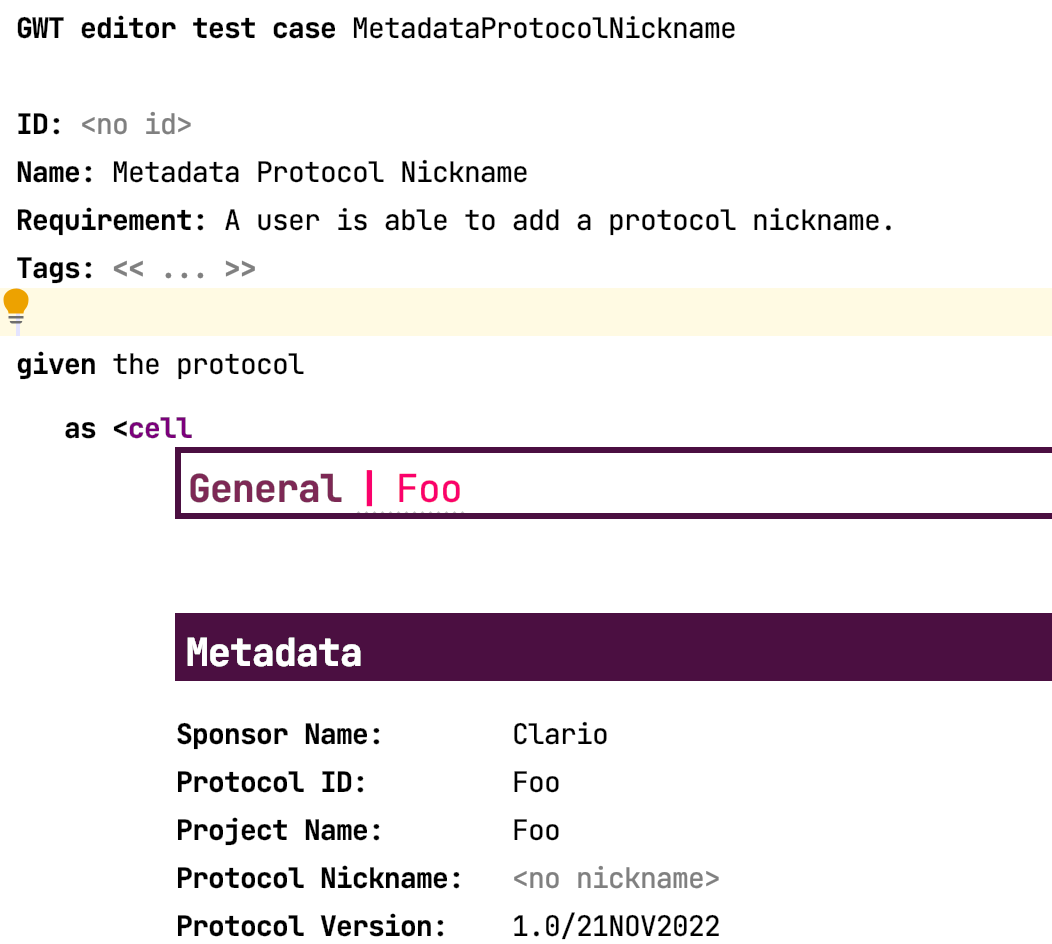 GWT editor test case MetadataProtocolNickname
ID: <no id>
Name: Metadata Protocol Nickname
Requirement: A user is able to add a protocol nickname.
Tags: << ... >>
given the protocol
as <cell
General | Foo
Metadata
Sponsor Name: Clario
Protocol ID: Foo
Project Name: Foo
Protocol Nickname: <no nickname>
Protocol Version: 1.0/21NOV2022